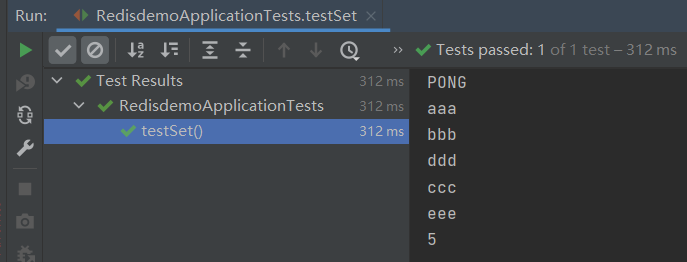 Run: RedisdemoApplicationTests.testSet ×
» Tests passed: 1 of 1 test – 312 ms
Test Results 312 ms
RedisdemoApplicationTests 312 ms
testSet() 312 ms
PONG
aaa
bbb
ddd
ccc
eee
5